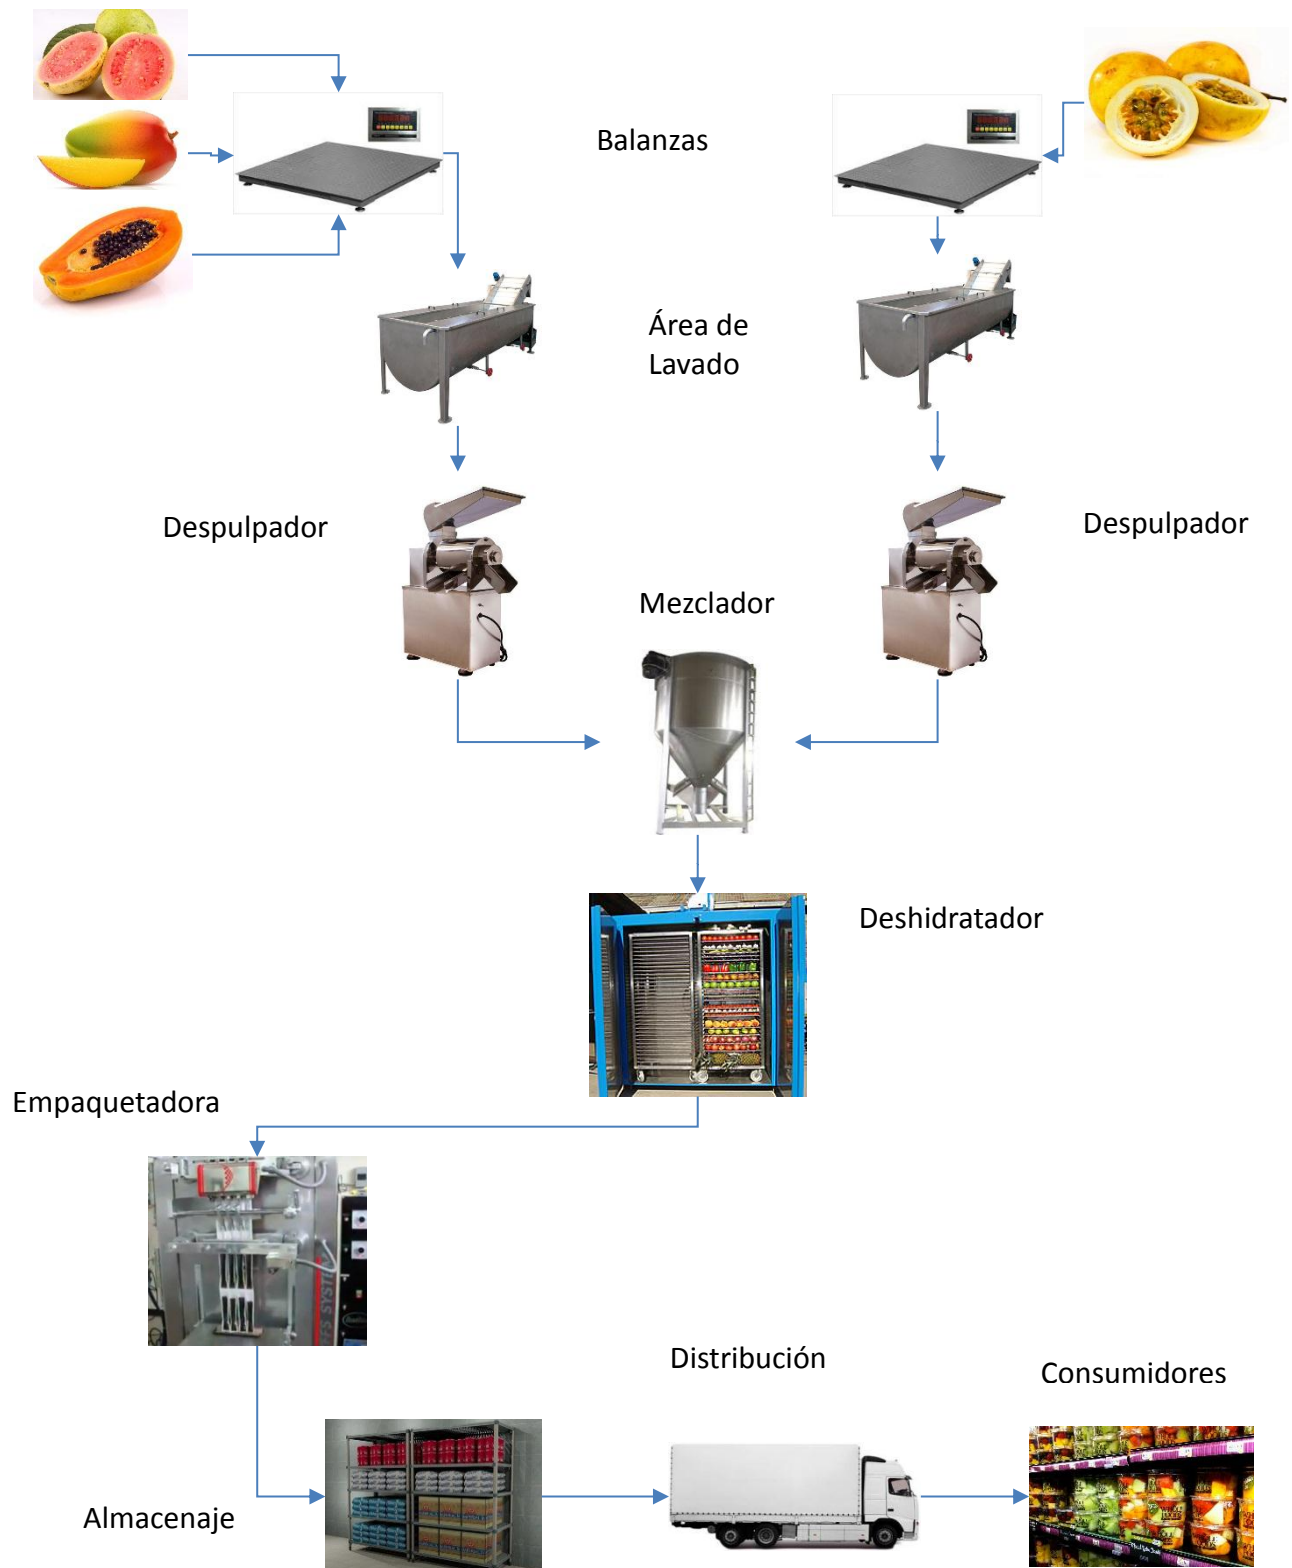 Balanzas
Área de
Lavado
Despulpador
Despulpador
Mezclador
Deshidratador
Empaquetadora
Distribución
Consumidores
Almacenaje